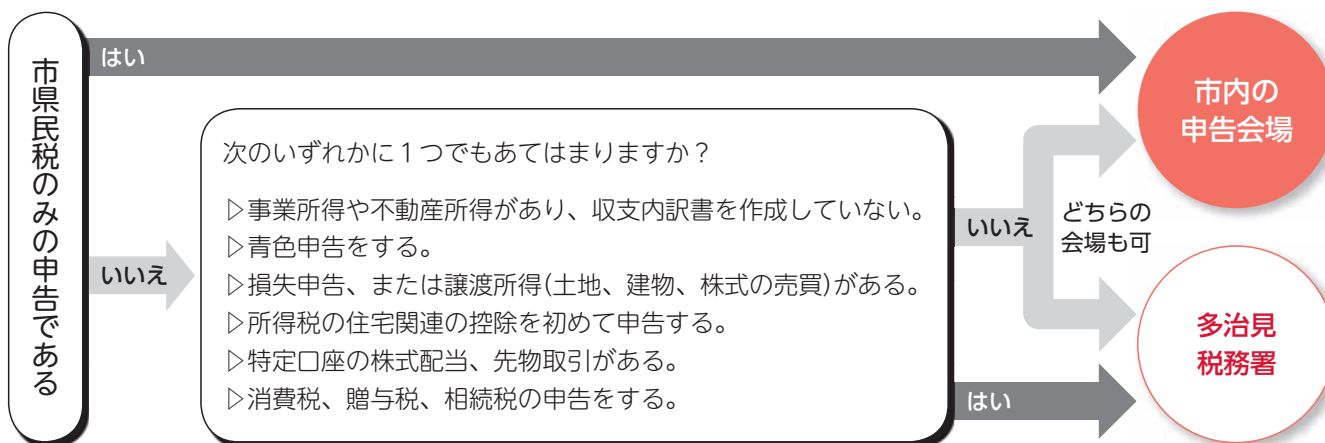 市県民税のみの申告である
はい
いいえ
次のいずれかに１つでもあてはまりますか？
▷事業所得や不動産所得があり、収支内訳書を作成していない。
▷青色申告をする。
▷損失申告、または譲渡所得(土地、建物、株式の売買)がある。
▷所得税の住宅関連の控除を初めて申告する。
▷特定口座の株式配当、先物取引がある。
▷消費税、贈与税、相続税の申告をする。
いいえ
どちらの
会場も可
はい
市内の
申告会場
多治見
税務署